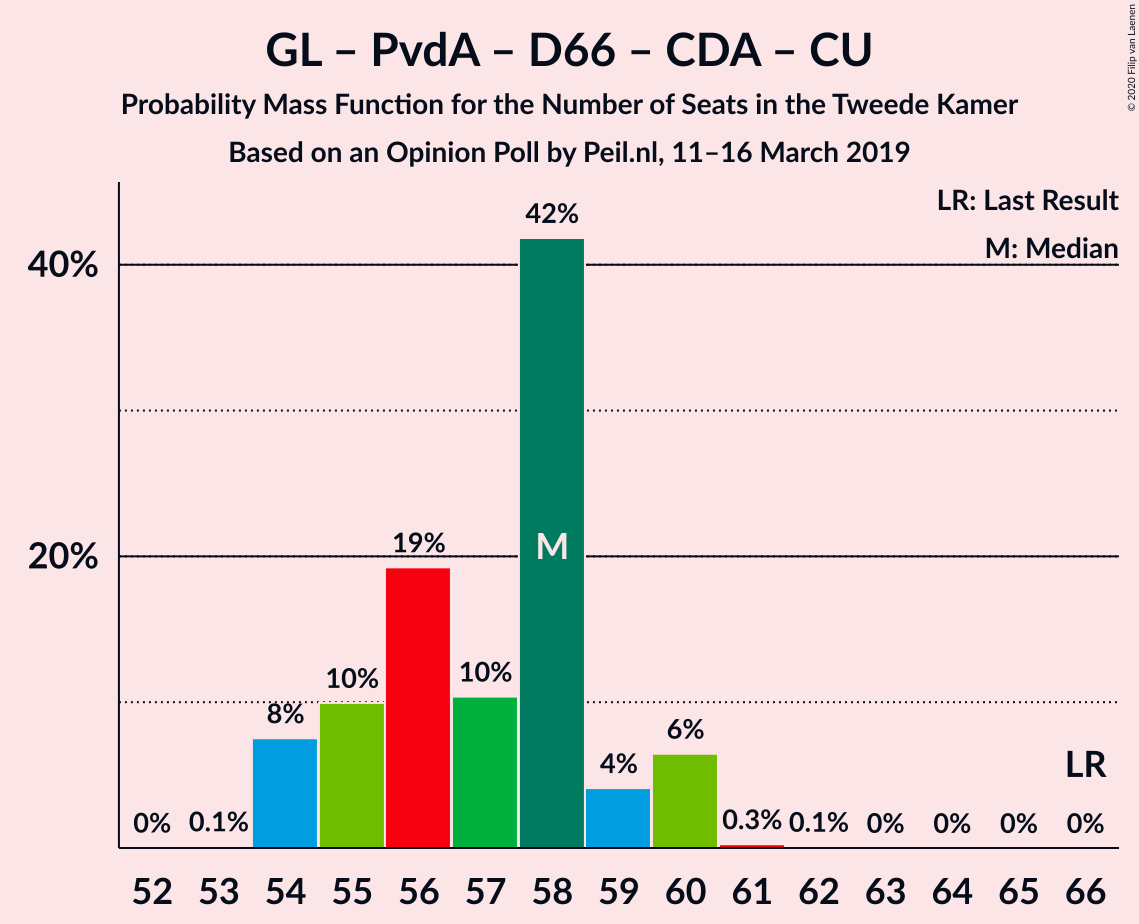 GL – PvdA – D66 – CDA – CU
Probability Mass Function for the Number of Seats in the Tweede Kamer
Based on an Opinion Poll by Peil.nl, 11–16 March 2019
© 2020 Filip van Laenen
LR: Last Result
M: Median
42%
40%
M
19%
20%
10%
10%
8%
6%
4%
LR
0%
0.1%
0.3%
0.1%
0%
0%
0%
0%
52 53 54 55 56 57 58 59 60 61 62 63 64 65 66